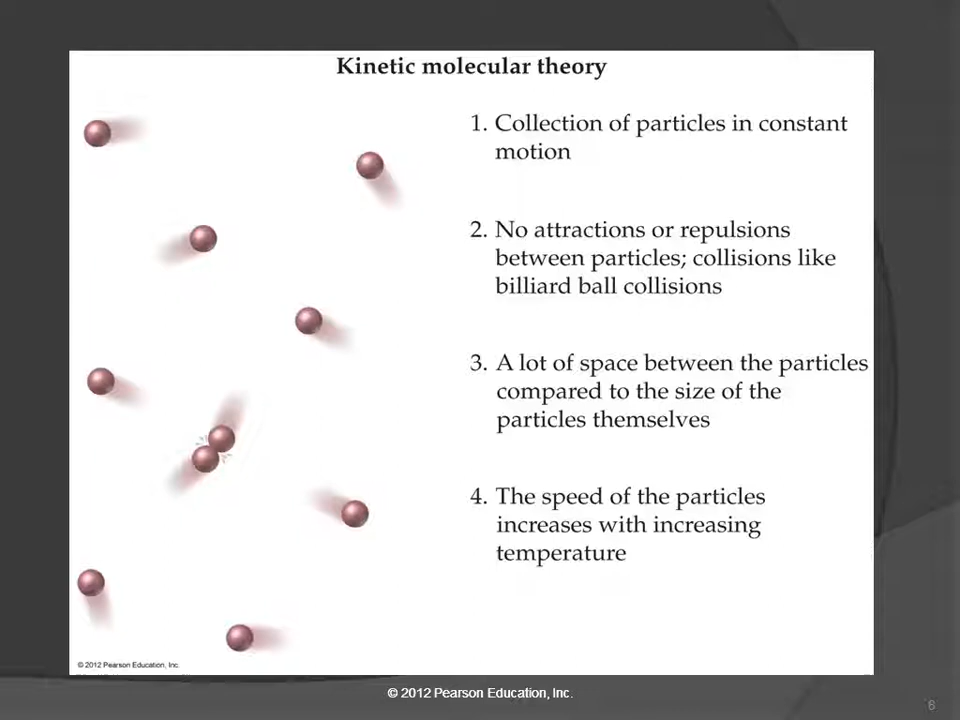 Kinetic molecular theory
1. Collection of particles in constant
motion
2. No attractions or repulsions
between particles; collisions like
billiard ball collisions
3. A lot of space between the particles
compared to the size of the
particles themselves
4. The speed of the particles
increases with increasing
temperature
© 2012 Pearson Education, Inc.
© 2012 Pearson Education, Inc.
8